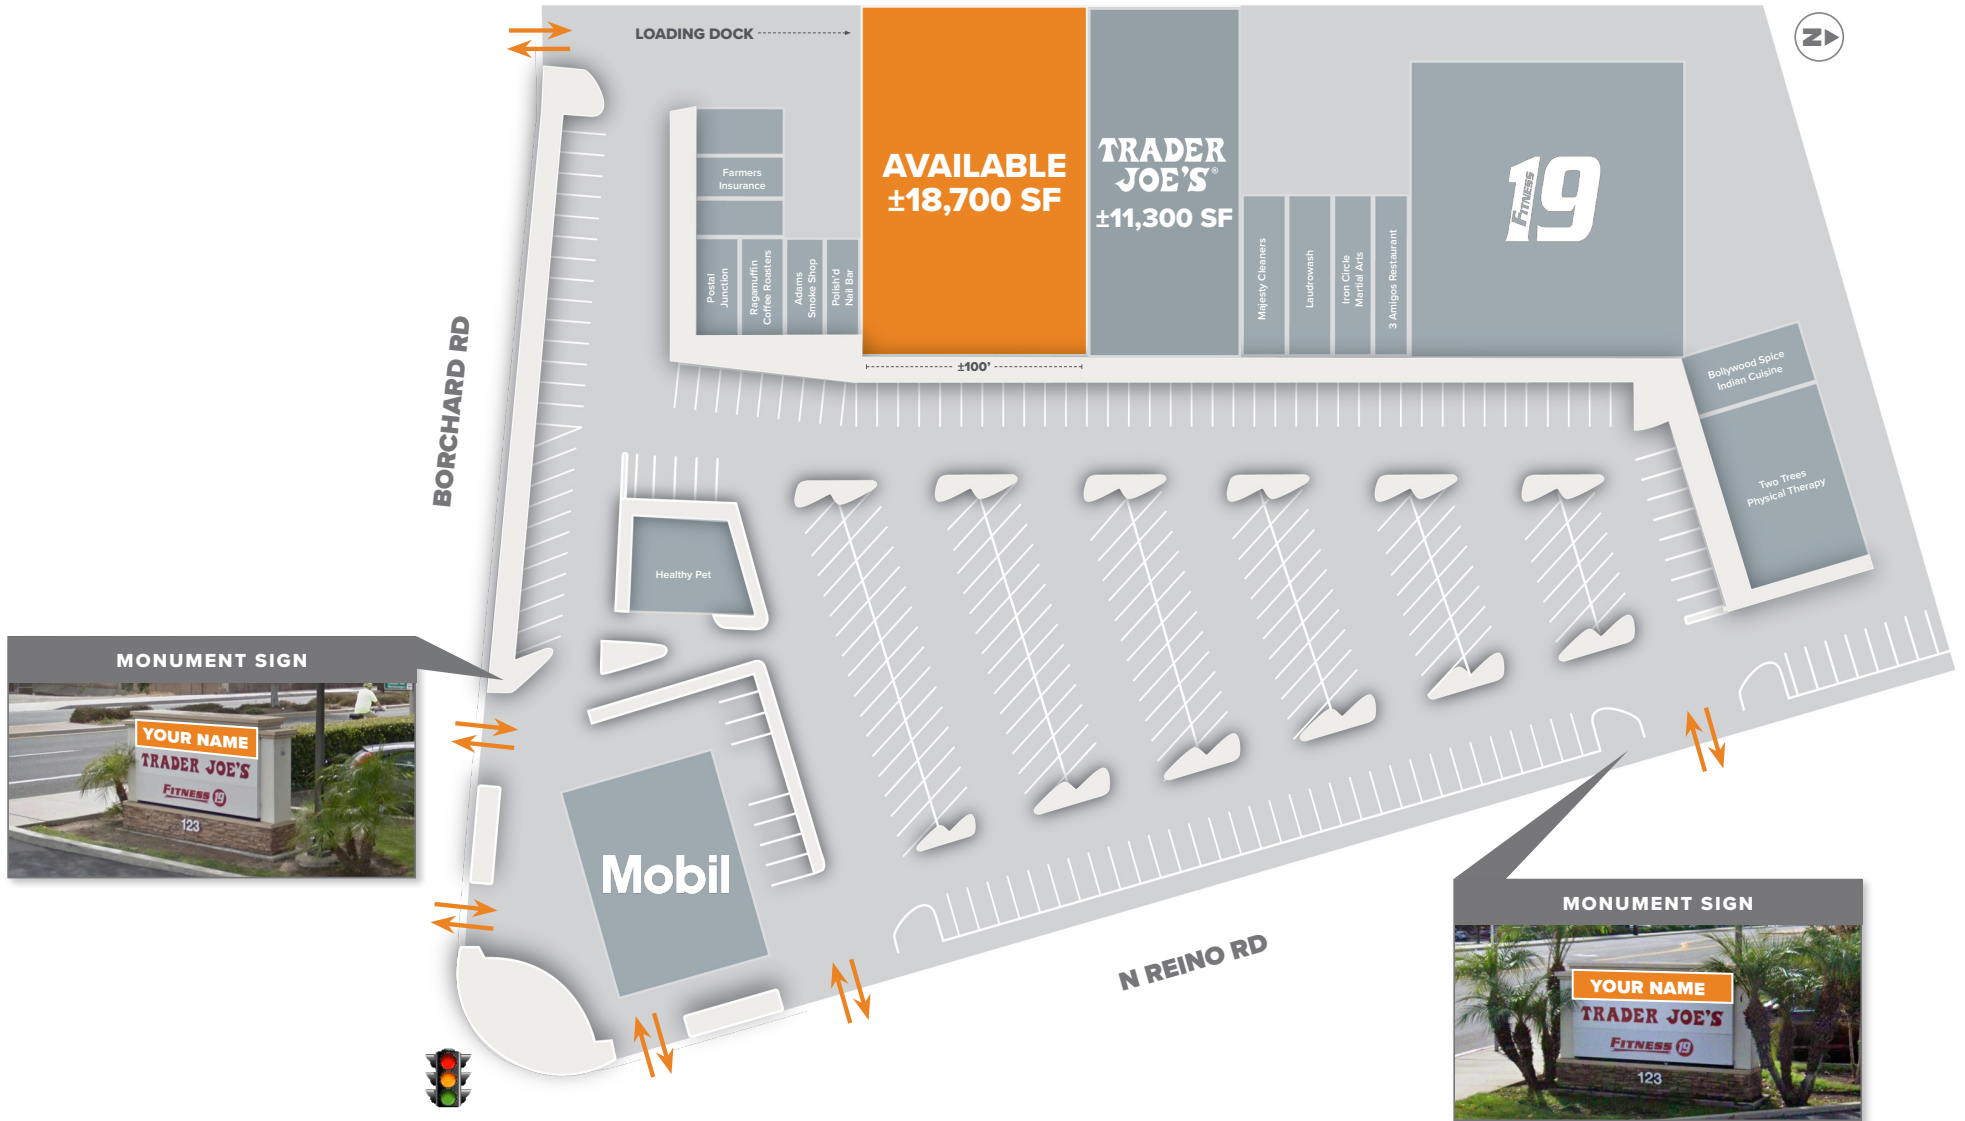 LOADING DOCK
N
AVAILABLE
±18,700 SF
TRADER
JOE'S®
±11,300 SF
FITNESS 19
Farmers
Insurance
Postal
Junction
Ragamuffin
Coffee Roasters
Adams
Smoke Shop
Polish'd
Nail Bar
Majesty Cleaners
Laudrowash
Iron Circle
Martial Arts
3 Amigos Restaurant
±100'
Bollywood Spice
Indian Cuisine
Two Trees
Physical Therapy
BORCHARD RD
Healthy Pet
MONUMENT SIGN
YOUR NAME
TRADER JOE'S
FITNESS 19
123
Mobil
N REINO RD
MONUMENT SIGN
YOUR NAME
TRADER JOE'S
FITNESS 19
123